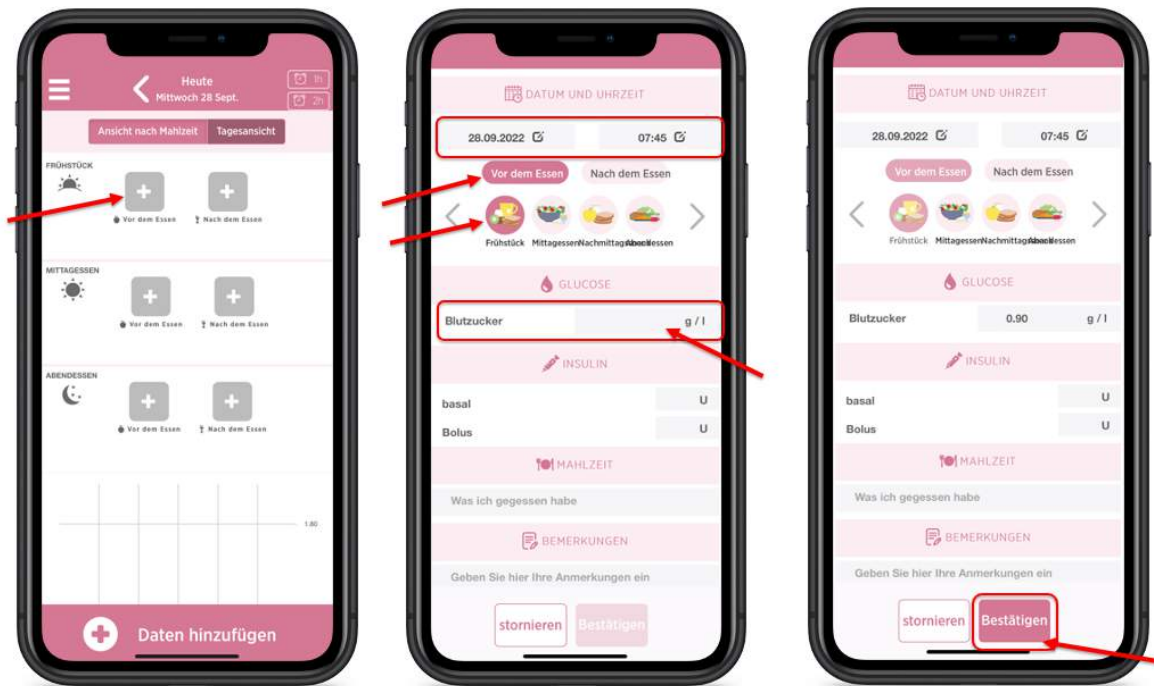 Heute
1h
Mittwoch 28 Sept.
2h
Ansicht nach Mahlzeit Tagesansicht
FRÜHSTÜCK
Vor dem Essen Nach dem Essen
MITTAGESSEN
Vor dem Essen Nach dem Essen
ABENDESSEN
Vor dem Essen Nach dem Essen
1.80
Daten hinzufügen
DATUM UND UHRZEIT
28.09.2022 07:45
Vor dem Essen Nach dem Essen
Frühstück Mittagessen
GLUCOSE
Blutzucker g / l
INSULIN
basal U
Bolus U
MAHLZEIT
Was ich gegessen habe
BEMERKUNGEN
Geben Sie hier Ihre Anmerkungen ein
stornieren Bestätigen
DATUM UND UHRZEIT
28.09.2022 07:45
Vor dem Essen Nach dem Essen
Frühstück Mittagessen
GLUCOSE
Blutzucker 0.90 g / l
INSULIN
basal U
Bolus U
MAHLZEIT
Was ich gegessen habe
BEMERKUNGEN
Geben Sie hier Ihre Anmerkungen ein
stornieren Bestätigen